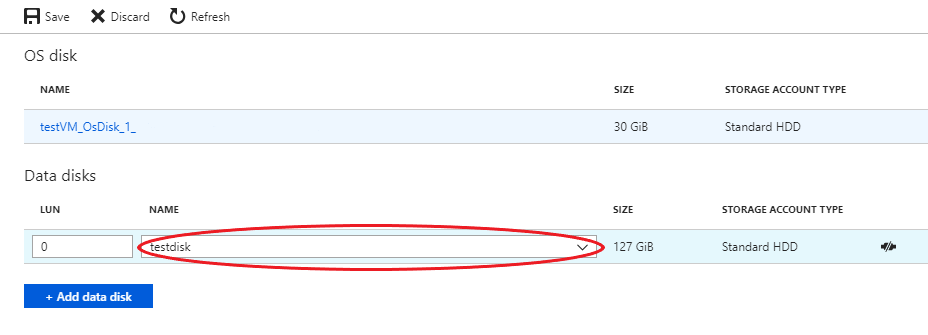 Save Discard Refresh
OS disk
NAME SIZE STORAGE ACCOUNT TYPE
testVM_OsDisk_1_ 30 GiB Standard HDD
Data disks
LUN NAME SIZE STORAGE ACCOUNT TYPE
0 testdisk 127 GiB Standard HDD
+ Add data disk